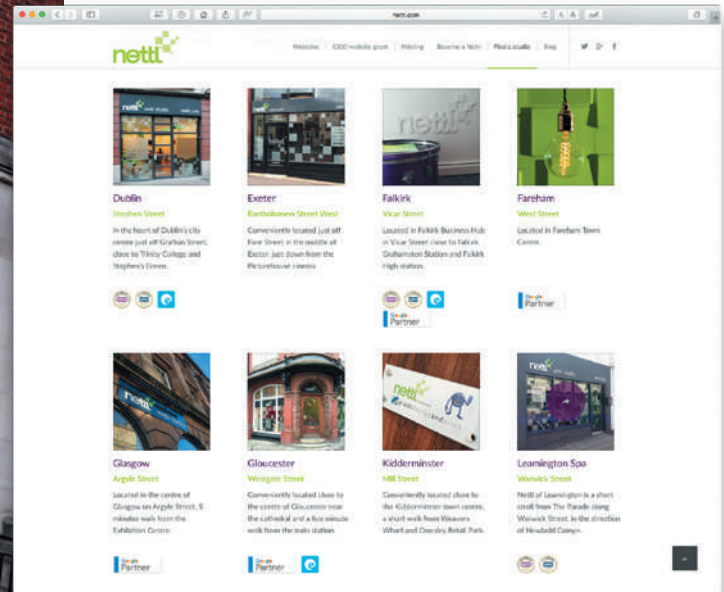 nettl.com
nettl
Websites | £300 website grant | Printing | Become a Nettl | Find a studio | Blog
Dublin
Stephen Street
In the heart of Dublin's city
centre just off Grafton Street,
close to Trinity College and
Stephen's Green.
Exeter
Bartholomew Street West
Conveniently located just off
Fore Street in the middle of
Exeter, just down from the
Picturehouse cinema.
Falkirk
Vicar Street
Located in Falkirk Business Hub
in Vicar Street close to Falkirk
Grahamston Station and Falkirk
High station.
Google
Partner
Fareham
West Street
Located in Fareham Town
Centre.
Google
Partner
Glasgow
Argyle Street
Located in the centre of
Glasgow on Argyle Street, 5
minutes walk from the
Exhibition Centre.
Google
Partner
Gloucester
Westgate Street
Conveniently located close to
the centre of Gloucester near
the cathedral and a five minute
walk from the train station.
Google
Partner
Kidderminster
Mill Street
Conveniently located close to
the Kidderminster town centre,
a short walk from Weavers
Wharf and Crossley Retail Park.
Leamington Spa
Warwick Street
Nettl of Leamington is a short
stroll from The Parade along
Warwick Street, in the direction
of Newbold Comyn.